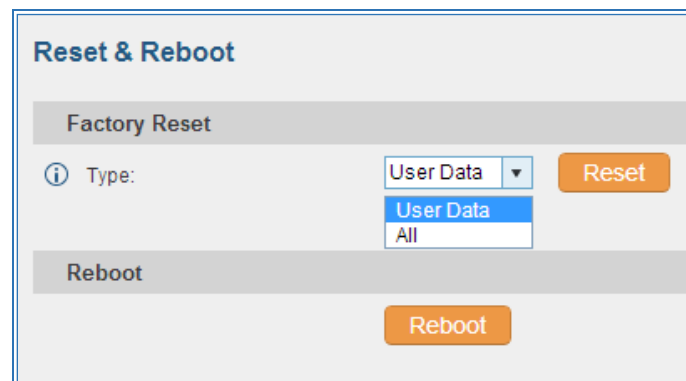 Reset & Reboot
Factory Reset
Type: User Data Reset
User Data
All
Reboot
Reboot